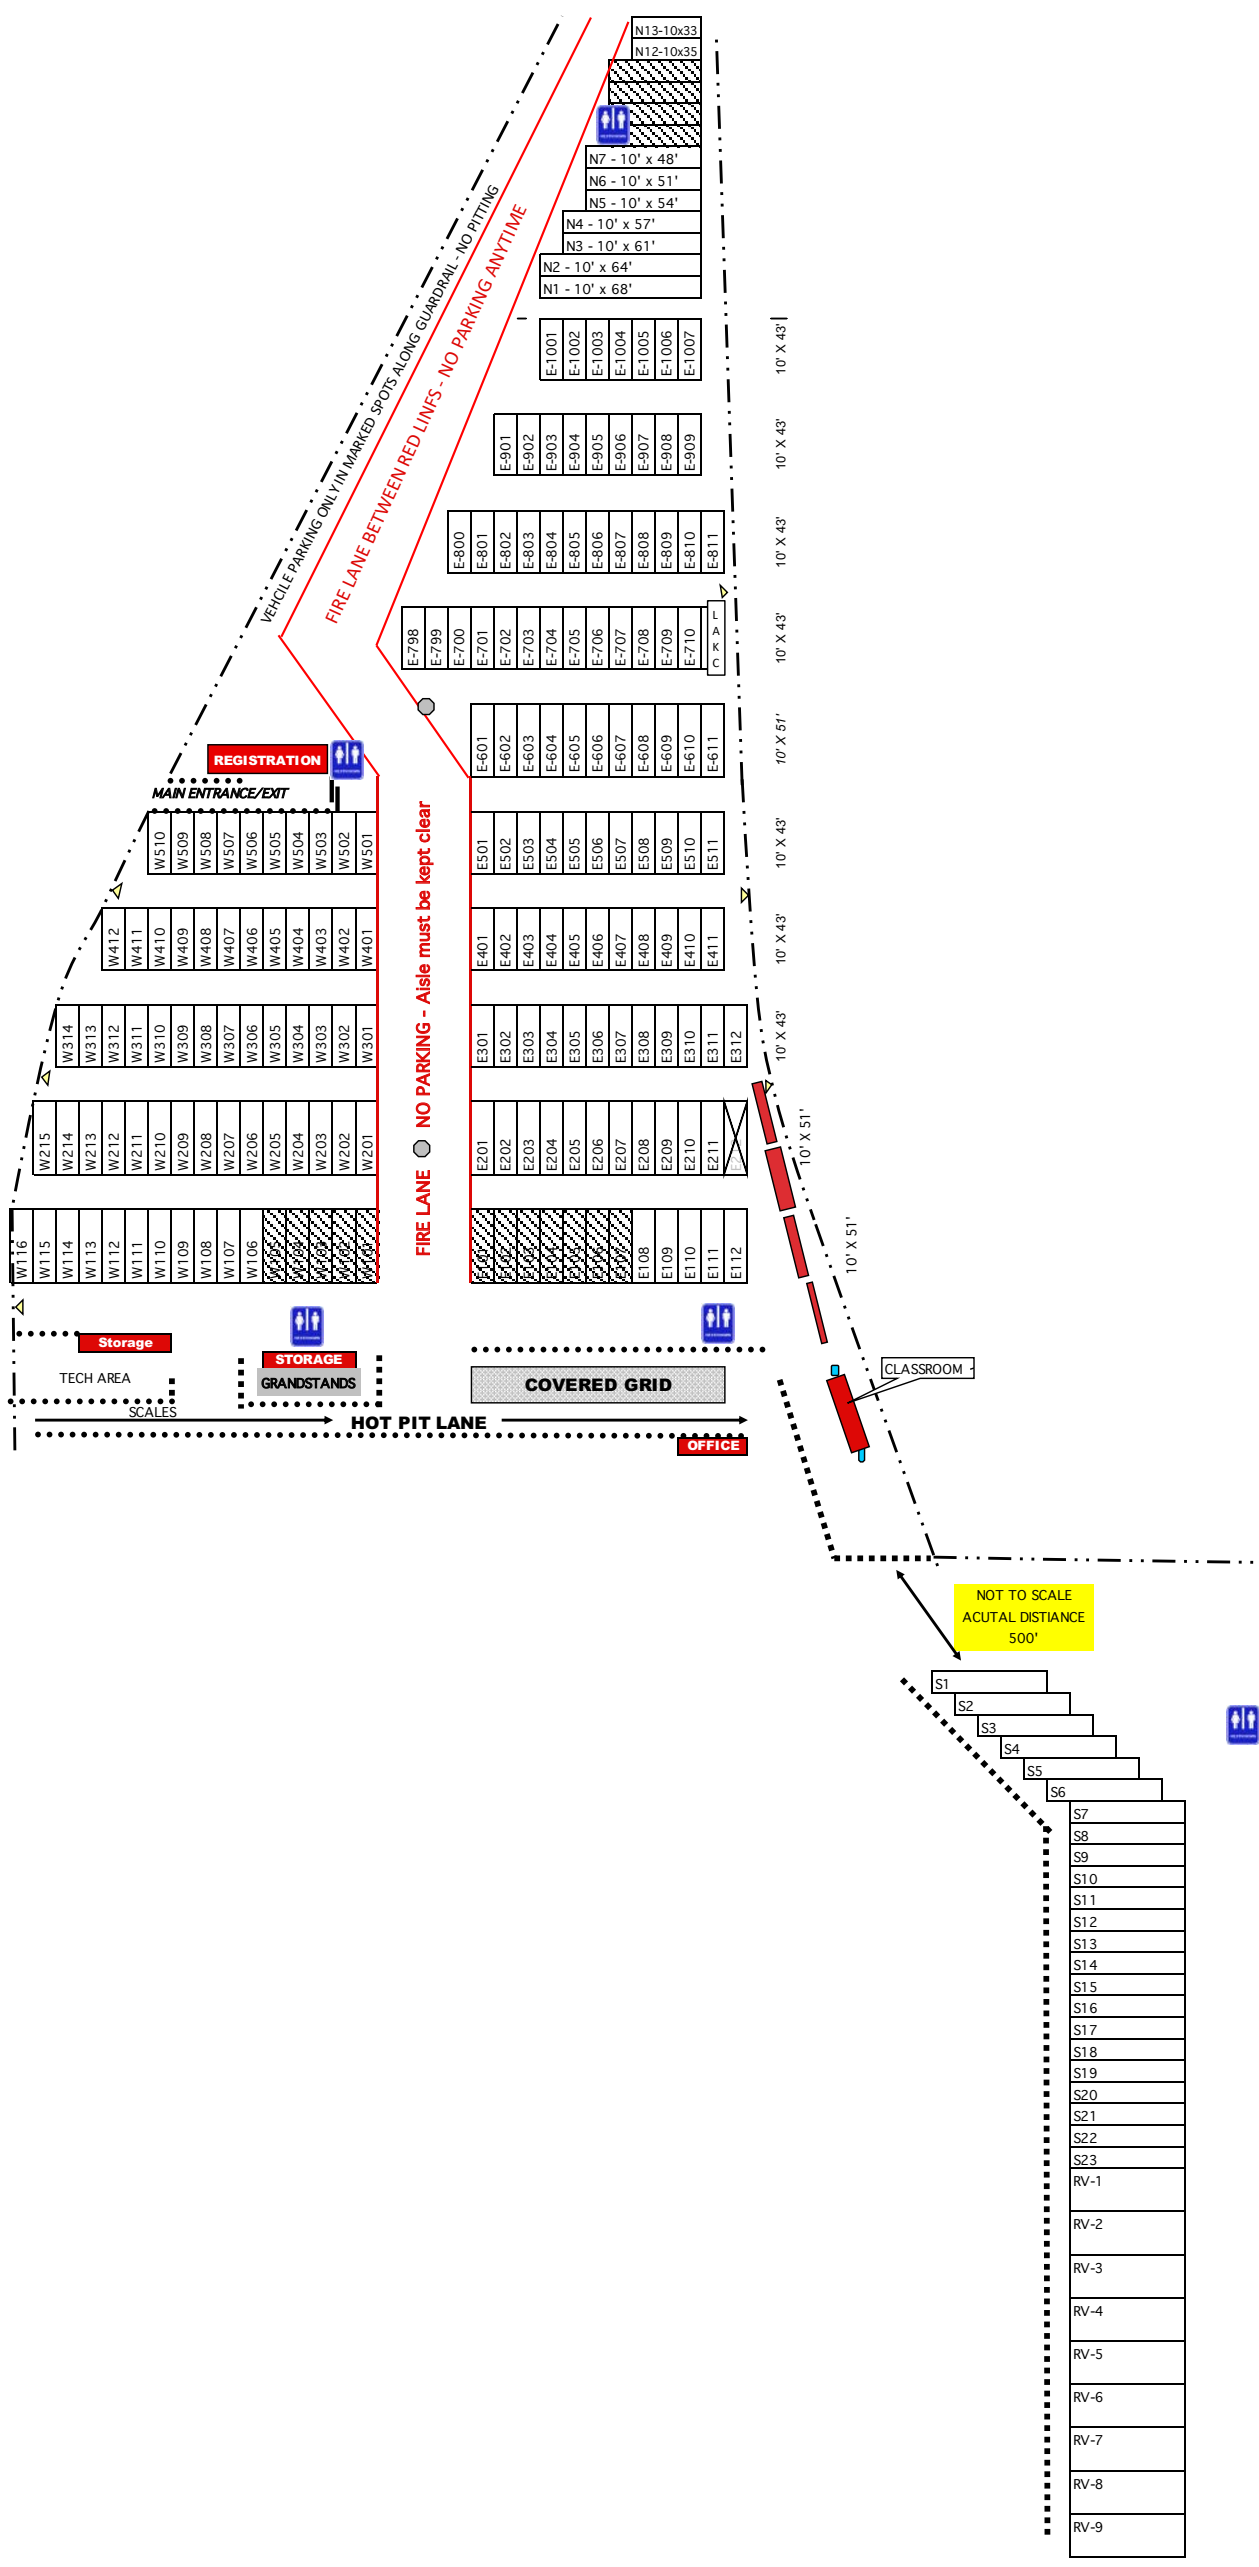 N13-10x33
N12-10x35
N7 - 10' x 48'
N6 - 10' x 51'
N5 - 10' x 54'
N4 - 10' x 57'
N3 - 10' x 61'
N2 - 10' x 64'
N1 - 10' x 68'
VEHCILE PARKING ONLY IN MARKED SPOTS ALONG GUARDRAIL - NO PITTING
FIRE LANE BETWEEN RED LINFS - NO PARKING ANYTIME
E-1001 E-1002 E-1003 E-1004 E-1005 E-1006 E-1007 10' X 43'
E-901 E-902 E-903 E-904 E-905 E-906 E-907 E-908 E-909 10' X 43'
E-800 E-801 E-802 E-803 E-804 E-805 E-806 E-807 E-808 E-809 E-810 E-811 10' X 43'
E-798 E-799 E-700 E-701 E-702 E-703 E-704 E-705 E-706 E-707 E-708 E-709 E-710 10' X 43'
L
A
K
C
E-601 E-602 E-603 E-604 E-605 E-606 E-607 E-608 E-609 E-610 E-611 10' X 51'
REGISTRATION
MAIN ENTRANCE/EXIT
W510 W509 W508 W507 W506 W505 W504 W503 W502 W501 E501 E502 E503 E504 E505 E506 E507 E508 E509 E510 E511 10' X 43'
W412 W411 W410 W409 W408 W407 W406 W405 W404 W403 W402 W401 E401 E402 E403 E404 E405 E406 E407 E408 E409 E410 E411 10' X 43'
W314 W313 W312 W311 W310 W309 W308 W307 W306 W305 W304 W303 W302 W301 E301 E302 E303 E304 E305 E306 E307 E308 E309 E310 E311 E312 10' X 43'
FIRE LANE NO PARKING - Aisle must be kept clear
W215 W214 W213 W212 W211 W210 W209 W208 W207 W206 W205 W204 W203 W202 W201 E201 E202 E203 E204 E205 E206 E207 E208 E209 E210 E211 10' X 51'
W116 W115 W114 W113 W112 W111 W110 W109 W108 W107 W106 E108 E109 E110 E111 E112 10' X 51'
Storage
TECH AREA
SCALES
STORAGE
GRANDSTANDS
COVERED GRID
CLASSROOM -
HOT PIT LANE
OFFICE
NOT TO SCALE
ACUTAL DISTIANCE
500'
S1
S2
S3
S4
S5
S6
S7
S8
S9
S10
S11
S12
S13
S14
S15
S16
S17
S18
S19
S20
S21
S22
S23
RV-1
RV-2
RV-3
RV-4
RV-5
RV-6
RV-7
RV-8
RV-9